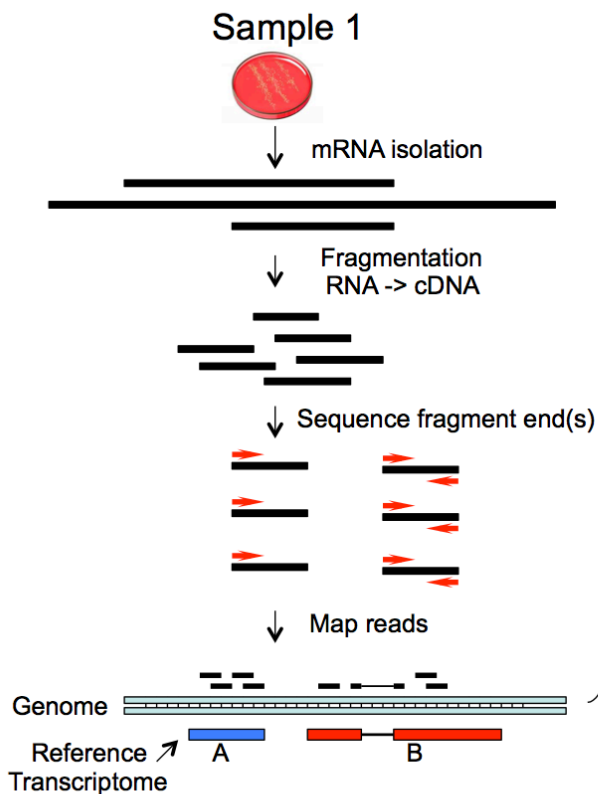 Sample 1
mRNA isolation
Fragmentation
RNA -> cDNA
Sequence fragment end(s)
Map reads
Genome
Reference
Transcriptome
A
B